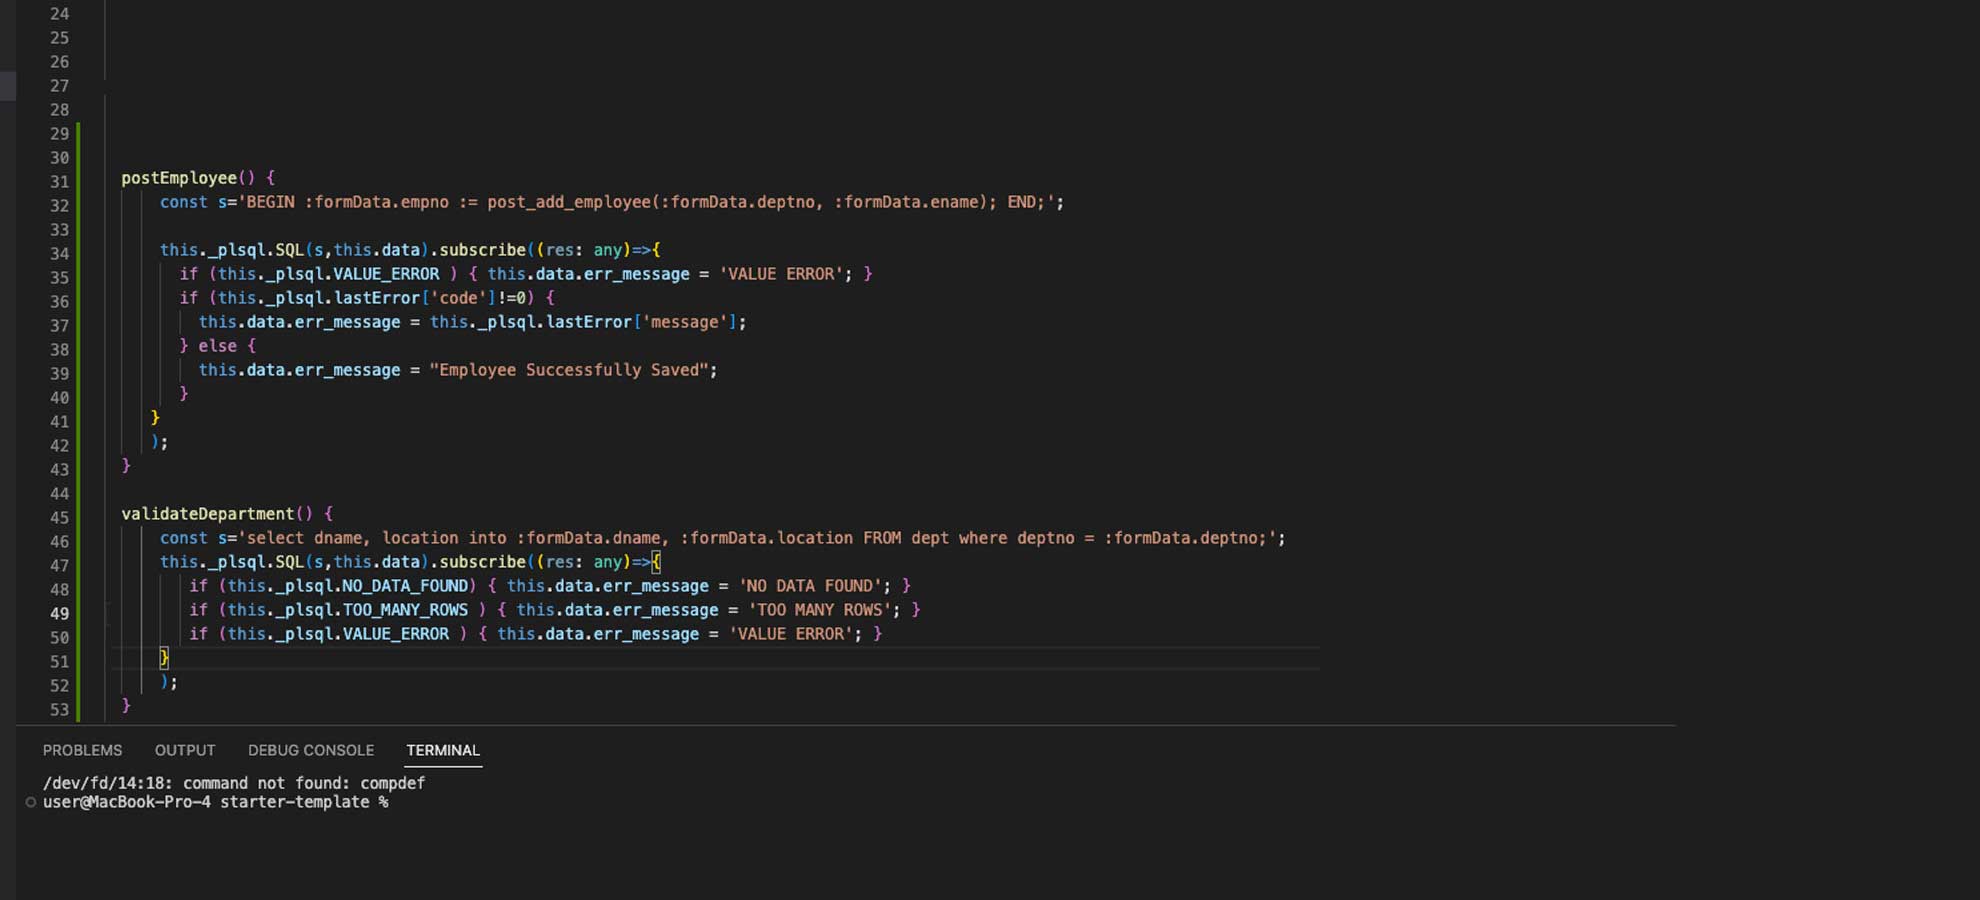 24
25
26
27
28
29
30
31 postEmployee() {
32 const s='BEGIN :formData.empno := post_add_employee(:formData.deptno, :formData.ename); END;';
33
34 this._plsql.SQL(s,this.data).subscribe((res: any)=>{
35 if (this._plsql.VALUE_ERROR ) { this.data.err_message = 'VALUE ERROR'; }
36 if (this._plsql.lastError['code']!=0) {
37 this.data.err_message = this._plsql.lastError['message'];
38 } else {
39 this.data.err_message = "Employee Successfully Saved";
40 }
41 }
42 );
43 }
44
45 validateDepartment() {
46 const s='select dname, location into :formData.dname, :formData.location FROM dept where deptno = :formData.deptno;';
47 this._plsql.SQL(s,this.data).subscribe((res: any)=>{
48 if (this._plsql.NO_DATA_FOUND) { this.data.err_message = 'NO DATA FOUND'; }
49 if (this._plsql.TOO_MANY_ROWS ) { this.data.err_message = 'TOO MANY ROWS'; }
50 if (this._plsql.VALUE_ERROR ) { this.data.err_message = 'VALUE ERROR'; }
51 }
52 );
53 }
PROBLEMS OUTPUT DEBUG CONSOLE TERMINAL
/dev/fd/14:18: command not found: compdef
user@MacBook-Pro-4 starter-template %